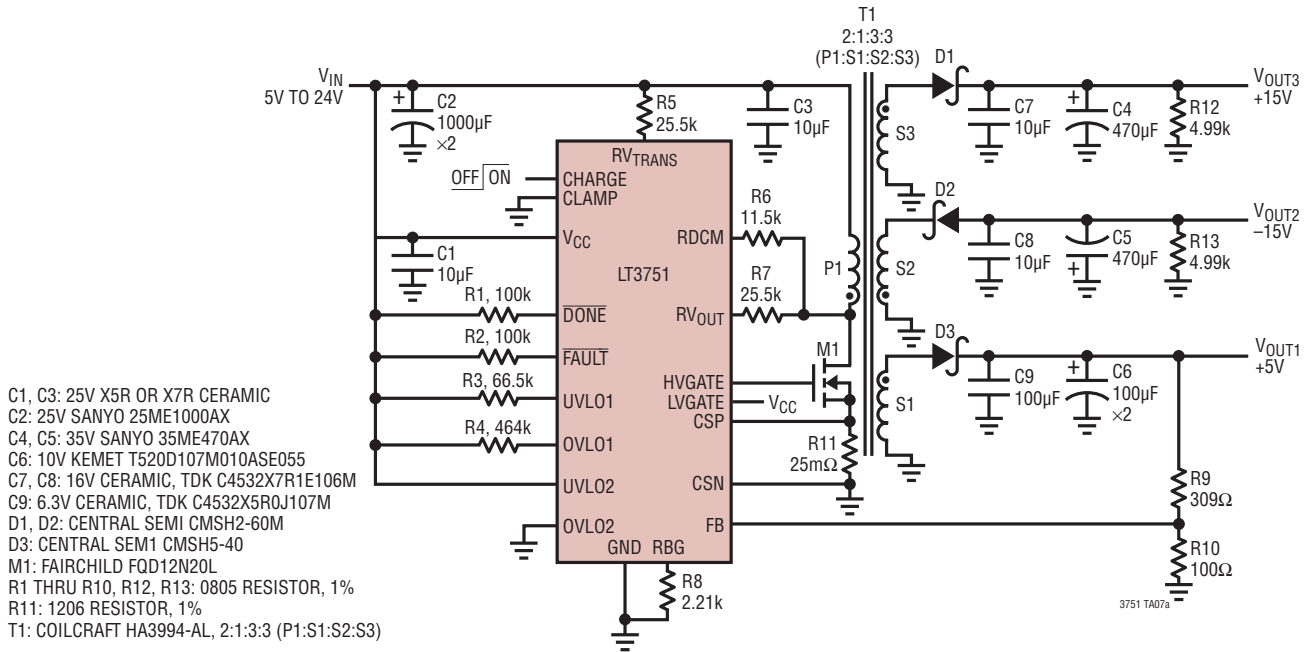 T1
2:1:3:3
(P1:S1:S2:S3)
VIN
5V TO 24V
+
C2
1000µF
×2
R5
25.5k
C3
10µF
D1
S3
C7
10µF
+
C4
470µF
R12
4.99k
VOUT3
+15V
RVTRANS
OFF ON
CHARGE
CLAMP
VCC
C1
10µF
LT3751
RDCM
R6
11.5k
R7
25.5k
RVOUT
P1
D2
S2
C8
10µF
C5
470µF
+
R13
4.99k
VOUT2
–15V
R1, 100k
DONE
R2, 100k
FAULT
R3, 66.5k
UVLO1
R4, 464k
OVLO1
UVLO2
OVLO2
GND
RBG
R8
2.21k
HVGATE
LVGATE
VCC
CSP
CSN
FB
M1
R11
25mΩ
D3
S1
C9
100µF
+
C6
100µF
×2
VOUT1
+5V
R9
309Ω
R10
100Ω
3751 TA07a
C1, C3: 25V X5R OR X7R CERAMIC
C2: 25V SANYO 25ME1000AX
C4, C5: 35V SANYO 35ME470AX
C6: 10V KEMET T520D107M010ASE055
C7, C8: 16V CERAMIC, TDK C4532X7R1E106M
C9: 6.3V CERAMIC, TDK C4532X5R0J107M
D1, D2: CENTRAL SEMI CMSH2-60M
D3: CENTRAL SEM1 CMSH5-40
M1: FAIRCHILD FQD12N20L
R1 THRU R10, R12, R13: 0805 RESISTOR, 1%
R11: 1206 RESISTOR, 1%
T1: COILCRAFT HA3994-AL, 2:1:3:3 (P1:S1:S2:S3)